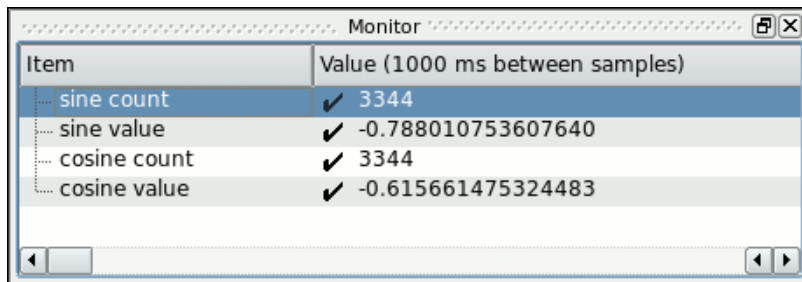 Monitor
Item Value (1000 ms between samples)
sine count 3344
sine value -0.788010753607640
cosine count 3344
cosine value -0.615661475324483